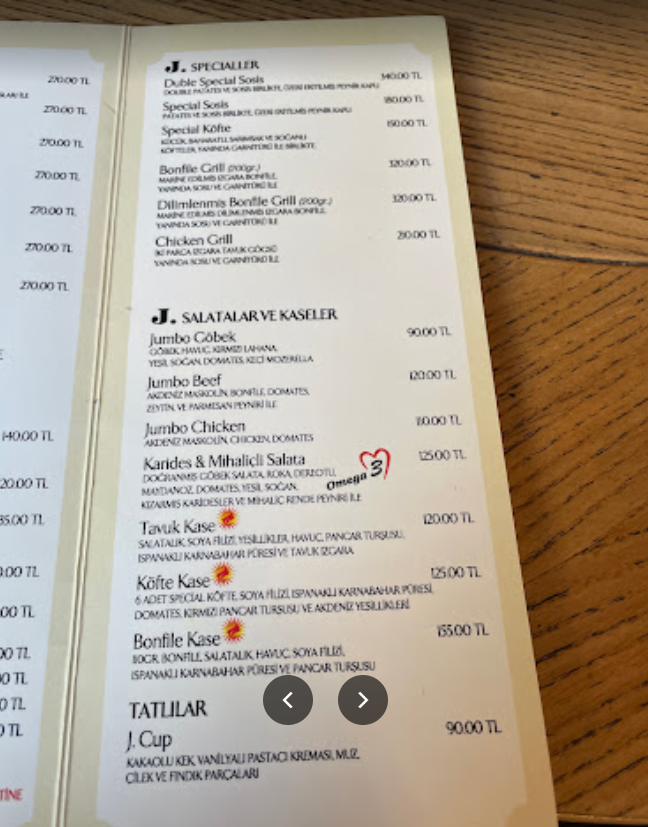 270.00 TL
270.00 TL
270.00 TL
270.00 TL
270.00 TL
270.00 TL
270.00 TL
140.00 TL
20.00 TL
35.00 TL
.00 TL
00 TL
00 TL
0 TL
0 TL
TL
TİNE
J. SPECIALLER
Duble Special Sosis 340.00 TL
DOUBLE PATATES VE SOSİS BİRLİKTE, ÜZERİ ERİTİLMİŞ PEYNİR KAPLI
Special Sosis 180.00 TL
PATATES VE SOSİS BİRLİKTE, ÜZERİ ERİTİLMİŞ PEYNİR KAPLI
Special Köfte 190.00 TL
KÜÇÜK, BAHARATLI, SARIMSAK VE SOĞANLI
KÖFTELER, YANINDA GARNİTÜRÜ İLE BİRLİKTE
Bonfile Grill (200gr.) 320.00 TL
MARİNE EDİLMİŞ IZGARA BONFİLE,
YANINDA SOSU VE GARNİTÜRÜ İLE
Dilimlenmiş Bonfile Grill (200gr.) 320.00 TL
MARİNE EDİLMİŞ DİLİMLENMİŞ IZGARA BONFİLE,
YANINDA SOSU VE GARNİTÜRÜ İLE
Chicken Grill 210.00 TL
İKİ PARÇA IZGARA TAVUK GÖĞSÜ
YANINDA SOSU VE GARNİTÜRÜ İLE
J. SALATALAR VE KASELER
Jumbo Göbek 90.00 TL
GÖBEK, HAVUÇ, KIRMIZI LAHANA,
YEŞİL SOĞAN, DOMATES, KEÇİ MOZERELLA
Jumbo Beef 120.00 TL
AKDENİZ MASKOLİN, BONFİLE, DOMATES,
ZEYTİN, VE PARMESAN PEYNİRİ İLE
Jumbo Chicken 110.00 TL
AKDENİZ MASKOLİN, CHICKEN, DOMATES
Karides & Mihaliçli Salata 125.00 TL
DOĞRANMIŞ GÖBEK SALATA, ROKA, DEREOTU,
MAYDANOZ, DOMATES, YEŞİL SOĞAN,
KIZARMIŞ KARİDESLER VE MİHALİÇ RENDE PEYNİRİ İLE
Omega 3
Tavuk Kase 120.00 TL
SALATALIK, SOYA FİLİZİ, YEŞİLLİKLER, HAVUÇ, PANCAR TURŞUSU,
ISPANAKLI KARNABAHAR PÜRESİ VE TAVUK IZGARA
Köfte Kase 125.00 TL
6 ADET SPECIAL KÖFTE, SOYA FİLİZİ, ISPANAKLI KARNABAHAR PÜRESİ,
DOMATES, KIRMIZI PANCAR TURŞUSU VE AKDENİZ YEŞİLLİKLERİ
Bonfile Kase 155.00 TL
110GR. BONFİLE, SALATALIK, HAVUÇ, SOYA FİLİZİ,
ISPANAKLI KARNABAHAR PÜRESİ VE PANCAR TURŞUSU
TATLILAR
J. Cup 90.00 TL
KAKAOLU KEK, VANİLYALI PASTACI KREMASI, MUZ,
ÇİLEK VE FINDIK PARÇALARI